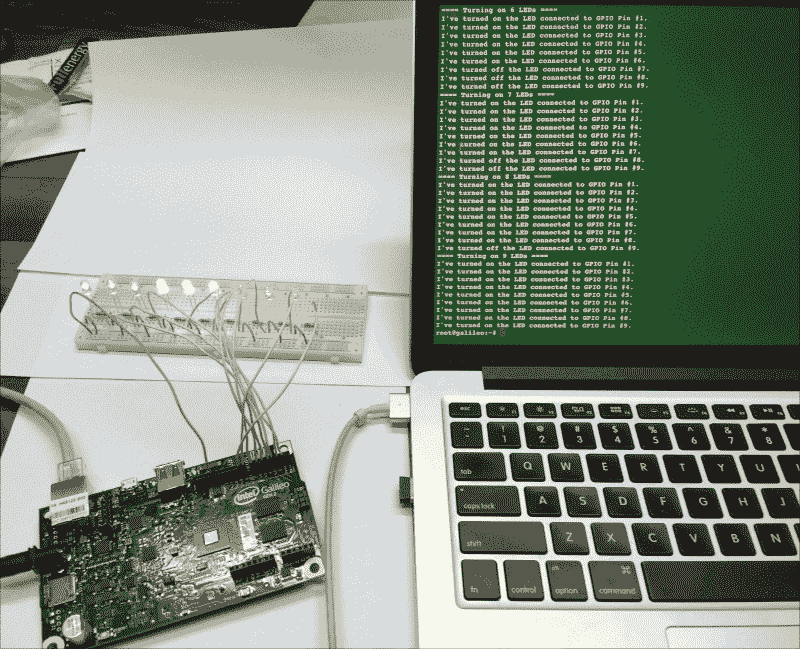 ==== Turning on 6 LEDs ====
I've turned on the LED connected to GPIO Pin #1.
I've turned on the LED connected to GPIO Pin #2.
I've turned on the LED connected to GPIO Pin #3.
I've turned on the LED connected to GPIO Pin #4.
I've turned on the LED connected to GPIO Pin #5.
I've turned on the LED connected to GPIO Pin #6.
I've turned off the LED connected to GPIO Pin #7.
I've turned off the LED connected to GPIO Pin #8.
I've turned off the LED connected to GPIO Pin #9.
==== Turning on 7 LEDs ====
I've turned on the LED connected to GPIO Pin #1.
I've turned on the LED connected to GPIO Pin #2.
I've turned on the LED connected to GPIO Pin #3.
I've turned on the LED connected to GPIO Pin #4.
I've turned on the LED connected to GPIO Pin #5.
I've turned on the LED connected to GPIO Pin #6.
I've turned on the LED connected to GPIO Pin #7.
I've turned off the LED connected to GPIO Pin #8.
I've turned off the LED connected to GPIO Pin #9.
==== Turning on 8 LEDs ====
I've turned on the LED connected to GPIO Pin #1.
I've turned on the LED connected to GPIO Pin #2.
I've turned on the LED connected to GPIO Pin #3.
I've turned on the LED connected to GPIO Pin #4.
I've turned on the LED connected to GPIO Pin #5.
I've turned on the LED connected to GPIO Pin #6.
I've turned on the LED connected to GPIO Pin #7.
I've turned on the LED connected to GPIO Pin #8.
I've turned off the LED connected to GPIO Pin #9.
==== Turning on 9 LEDs ====
I've turned on the LED connected to GPIO Pin #1.
I've turned on the LED connected to GPIO Pin #2.
I've turned on the LED connected to GPIO Pin #3.
I've turned on the LED connected to GPIO Pin #4.
I've turned on the LED connected to GPIO Pin #5.
I've turned on the LED connected to GPIO Pin #6.
I've turned on the LED connected to GPIO Pin #7.
I've turned on the LED connected to GPIO Pin #8.
I've turned on the LED connected to GPIO Pin #9.
root@galileo:~#
intel Galileo
esc
~ ! @ # $ % ^ & *
1 2 3 4 5 6 7 8
tab Q W E R T Y U
caps lock A S D F G H J
shift Z X C V B N
fn control alt option ⌘ command